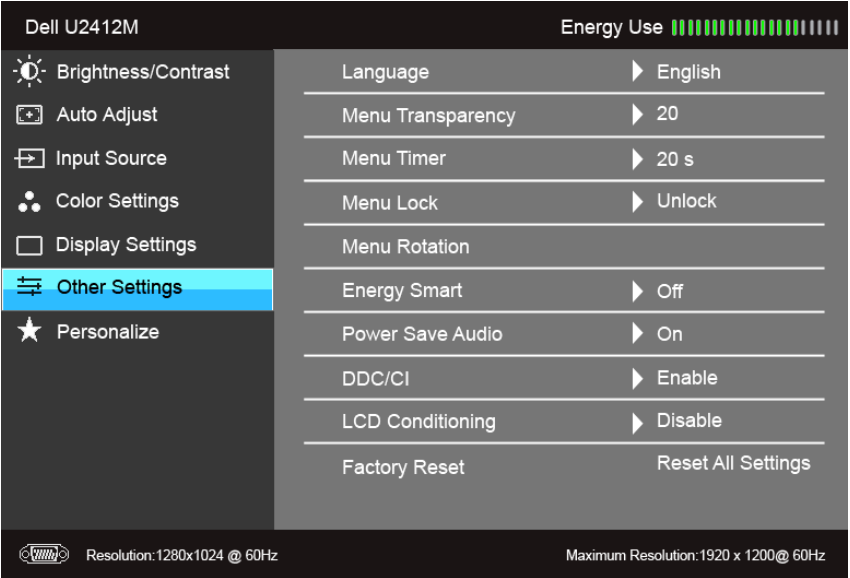 Dell U2412M Energy Use
Brightness/Contrast
Auto Adjust
Input Source
Color Settings
Display Settings
Other Settings
Personalize
Language English
Menu Transparency 20
Menu Timer 20 s
Menu Lock Unlock
Menu Rotation
Energy Smart Off
Power Save Audio On
DDC/CI Enable
LCD Conditioning Disable
Factory Reset Reset All Settings
Resolution:1280x1024 @ 60Hz Maximum Resolution:1920 x 1200@ 60Hz